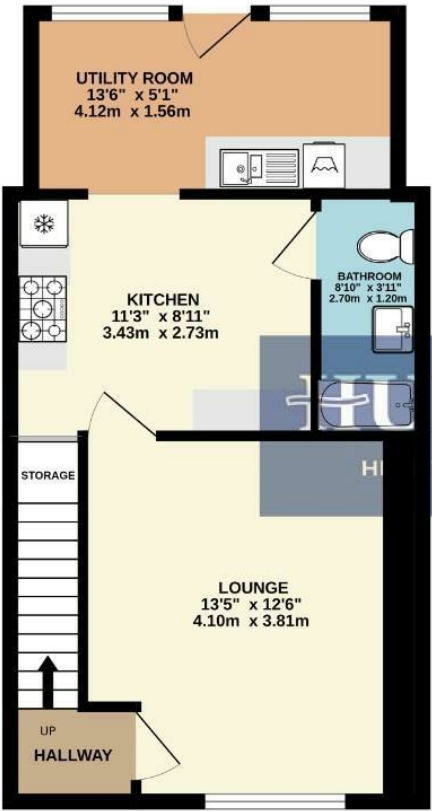 UTILITY ROOM
13'6" x 5'1"
4.12m x 1.56m
KITCHEN
11'3" x 8'11"
3.43m x 2.73m
BATHROOM
8'10" x 3'11"
2.70m x 1.20m
HU
H
STORAGE
LOUNGE
13'5" x 12'6"
4.10m x 3.81m
UP
HALLWAY